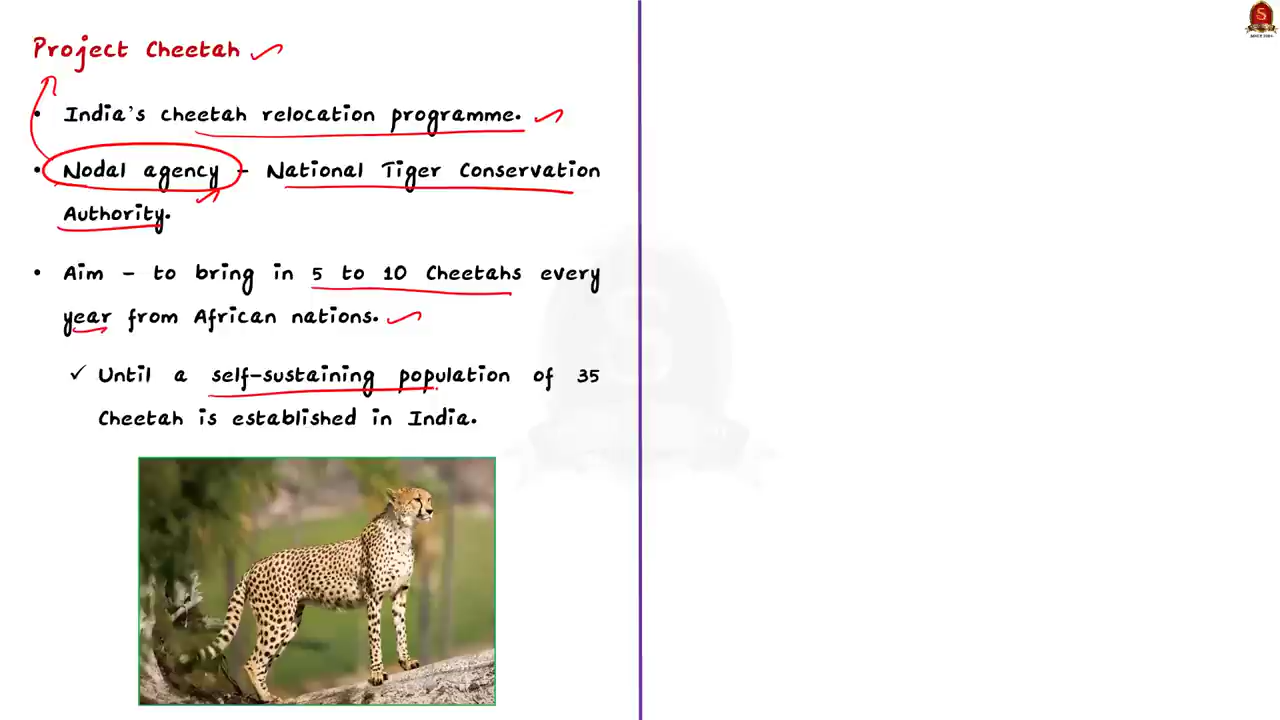 Project Cheetah
• India's cheetah relocation programme.
• Nodal agency - National Tiger Conservation
Authority.
• Aim - to bring in 5 to 10 Cheetahs every
year from African nations.
✓ Until a self-sustaining population of 35
Cheetah is established in India.
S